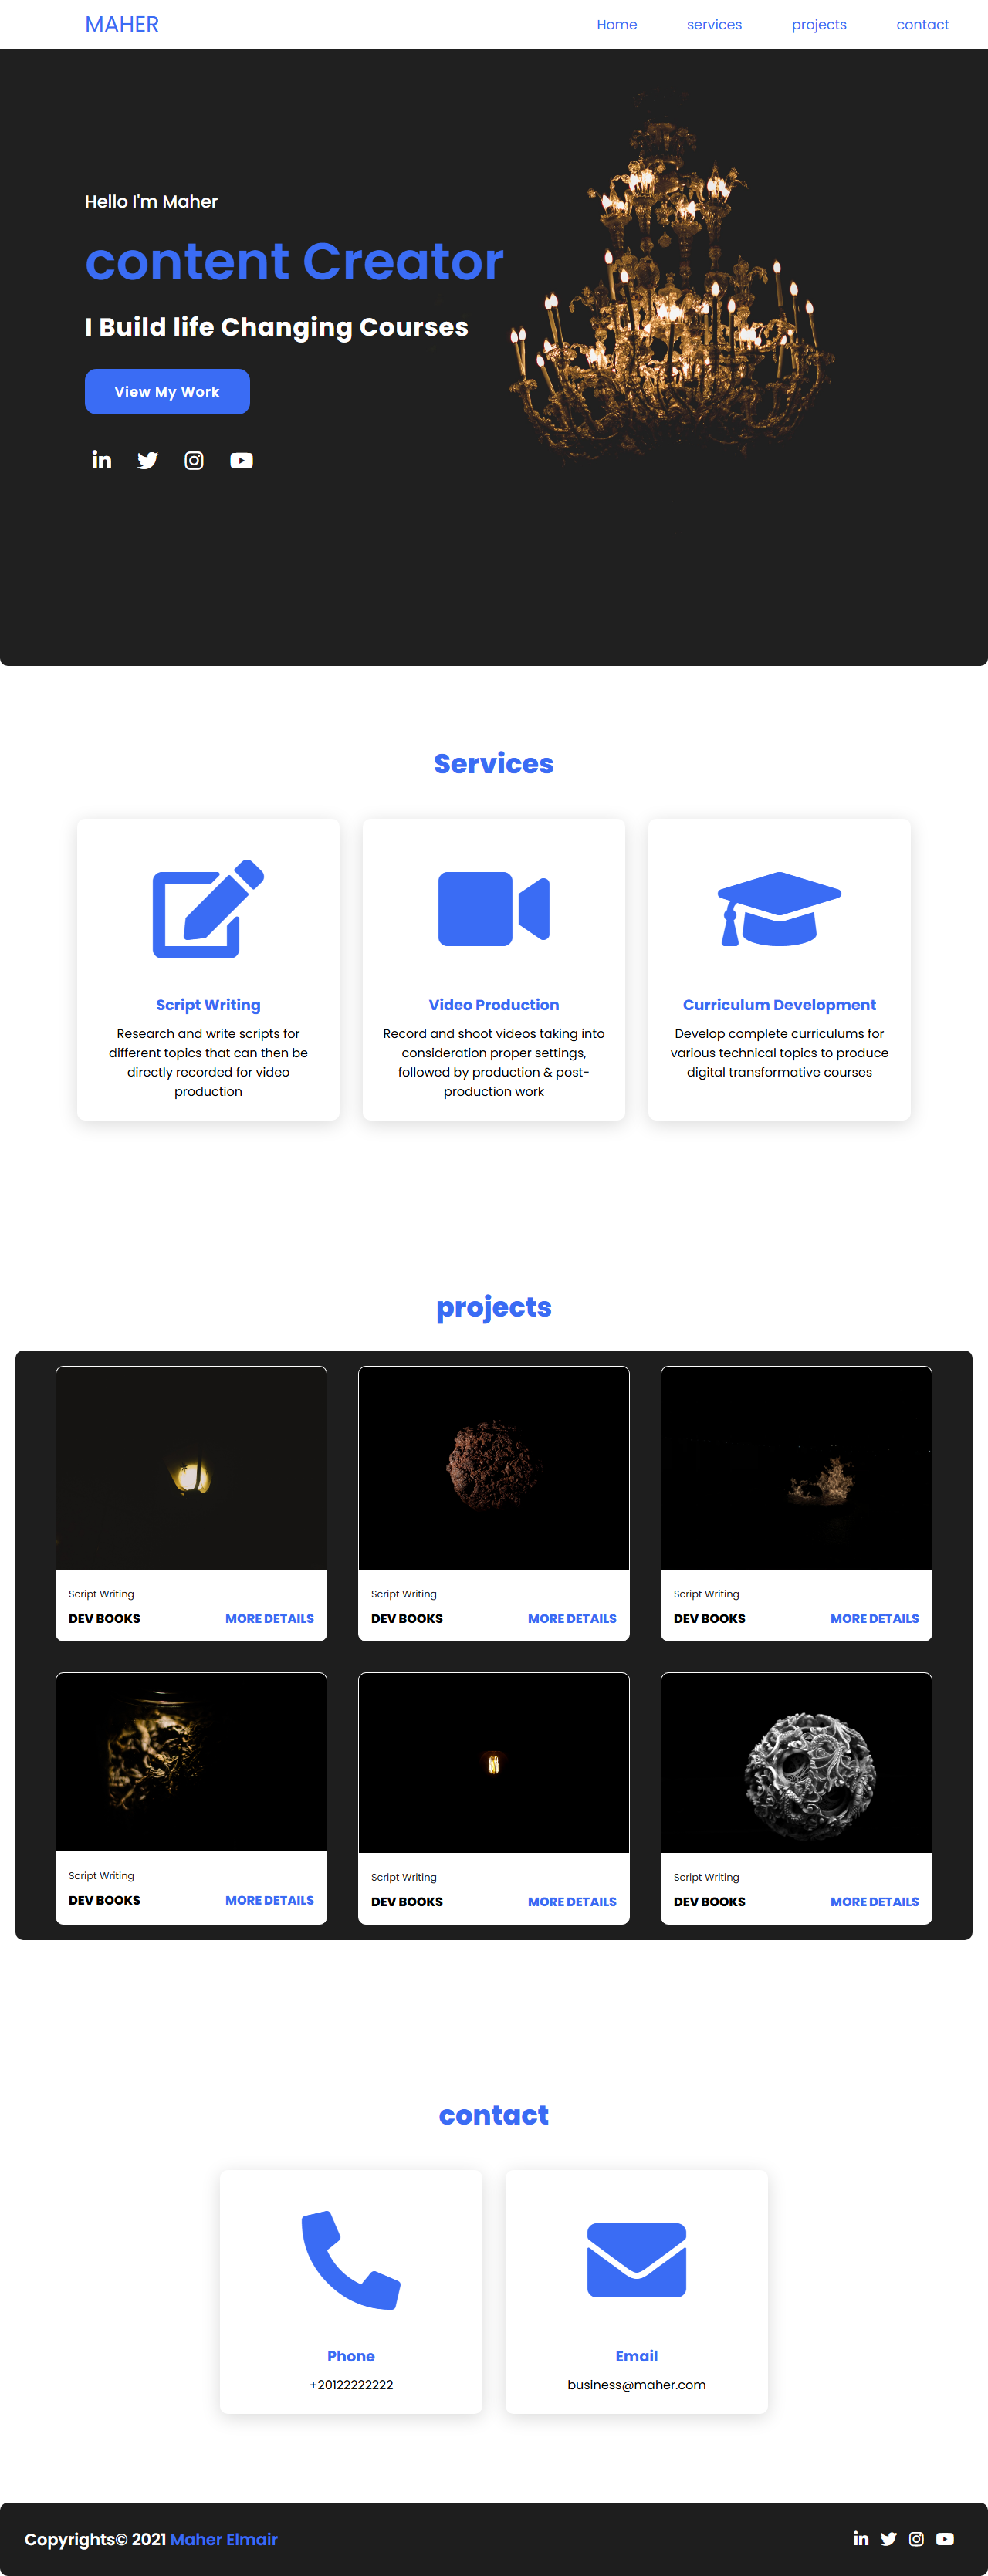 MAHER
Home services projects contact
Hello I'm Maher
content Creator
I Build life Changing Courses
View My Work
Services
Script Writing
Research and write scripts for
different topics that can then be
directly recorded for video
production
Video Production
Record and shoot videos taking into
consideration proper settings,
followed by production & post-
production work
Curriculum Development
Develop complete curriculums for
various technical topics to produce
digital transformative courses
projects
Script Writing
DEV BOOKS MORE DETAILS
Script Writing
DEV BOOKS MORE DETAILS
Script Writing
DEV BOOKS MORE DETAILS
Script Writing
DEV BOOKS MORE DETAILS
Script Writing
DEV BOOKS MORE DETAILS
Script Writing
DEV BOOKS MORE DETAILS
contact
Phone
+20122222222
Email
business@maher.com
Copyrights© 2021 Maher Elmair